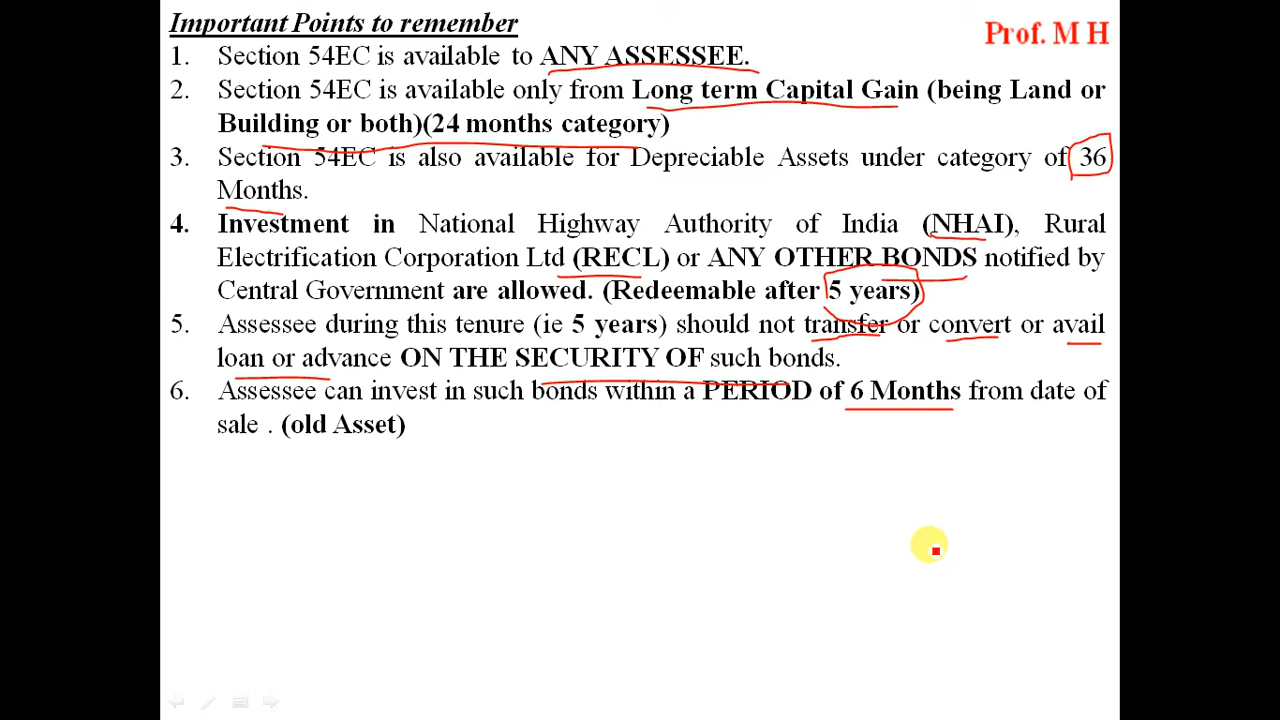 Important Points to remember
Prof. M H
1. Section 54EC is available to ANY ASSESSEE.
2. Section 54EC is available only from Long term Capital Gain (being Land or
Building or both)(24 months category)
3. Section 54EC is also available for Depreciable Assets under category of 36
Months.
4. Investment in National Highway Authority of India (NHAI), Rural
Electrification Corporation Ltd (RECL) or ANY OTHER BONDS notified by
Central Government are allowed. (Redeemable after 5 years)
5. Assessee during this tenure (ie 5 years) should not transfer or convert or avail
loan or advance ON THE SECURITY OF such bonds.
6. Assessee can invest in such bonds within a PERIOD of 6 Months from date of
sale . (old Asset)